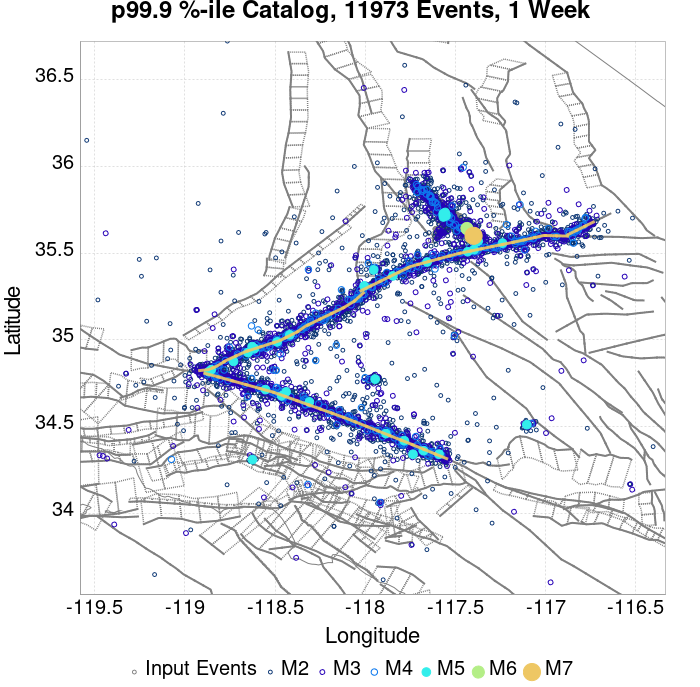 p99.9 %-ile Catalog, 11973 Events, 1 Week
36.5
36
35.5
35
34.5
34
Latitude
-119.5 -119 -118.5 -118 -117.5 -117 -116.5
Longitude
Input Events M2 M3 M4 M5 M6 M7